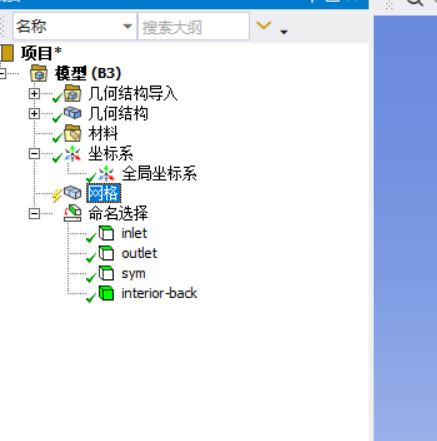 名称
搜索大纲
项目*
模型 (B3)
几何结构导入
几何结构
材料
坐标系
全局坐标系
网格
命名选择
inlet
outlet
sym
interior-back